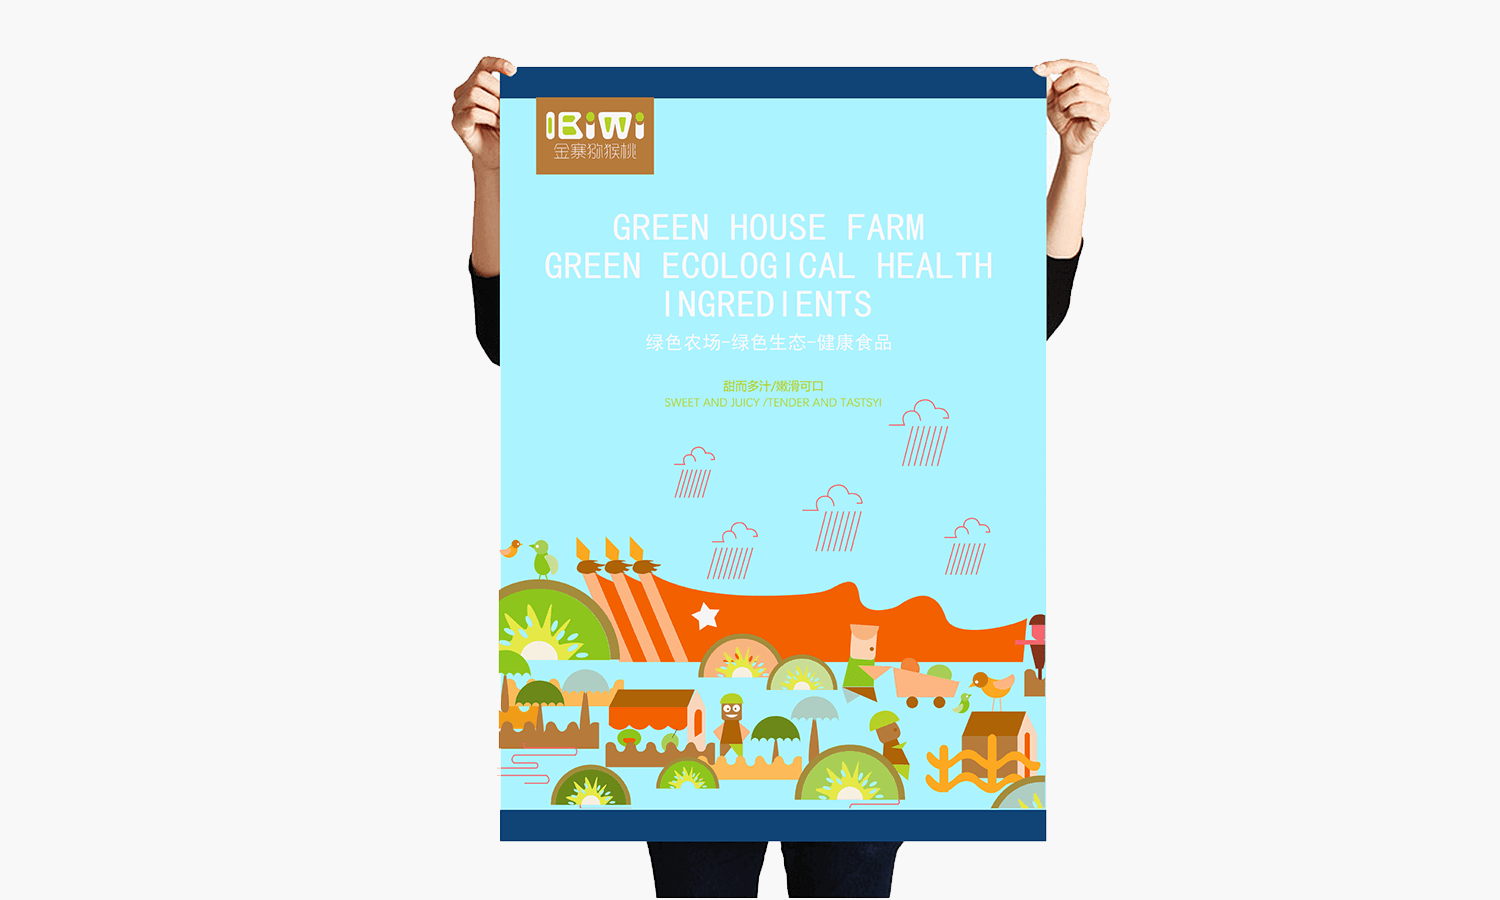 IBiWi
金寨猕猴桃
GREEN HOUSE FARM
GREEN ECOLOGICAL HEALTH
INGREDIENTS
绿色农场-绿色生态-健康食品
甜而多汁/嫩滑可口
SWEET AND JUICY /TENDER AND TASTSYI